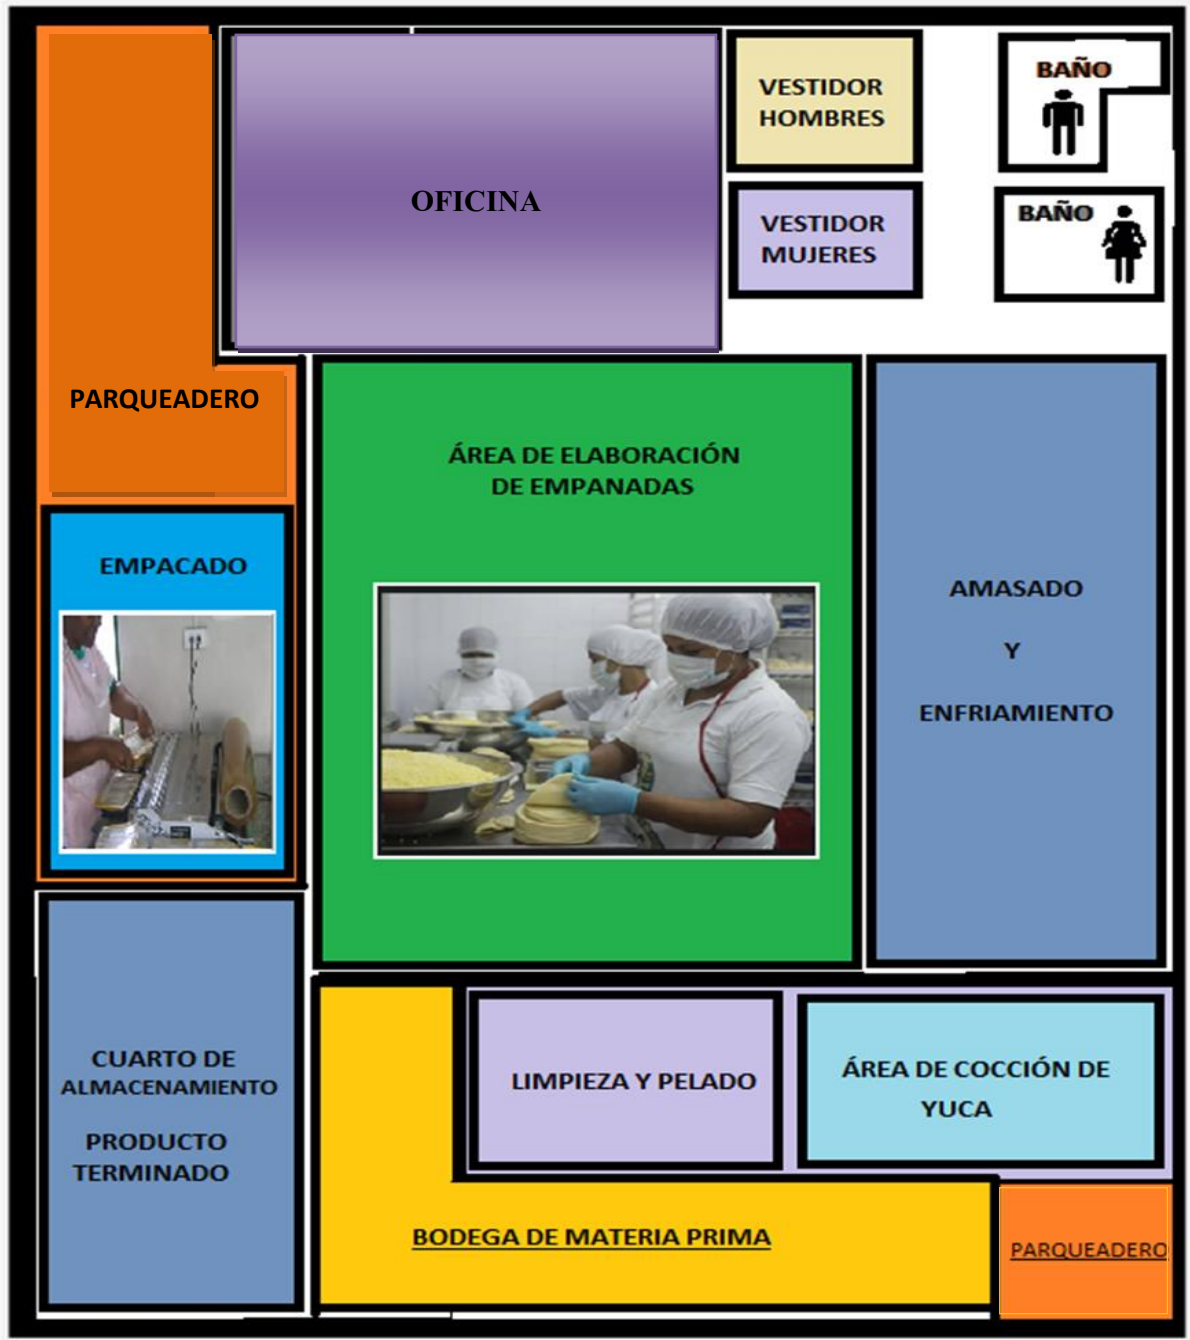 OFICINA
VESTIDOR
HOMBRES
BAÑO
VESTIDOR
MUJERES
BAÑO
PARQUEADERO
ÁREA DE ELABORACIÓN
DE EMPANADAS
EMPACADO
AMASADO
Y
ENFRIAMIENTO
CUARTO DE
ALMACENAMIENTO
PRODUCTO
TERMINADO
LIMPIEZA Y PELADO
ÁREA DE COCCIÓN DE
YUCA
BODEGA DE MATERIA PRIMA
PARQUEADERO